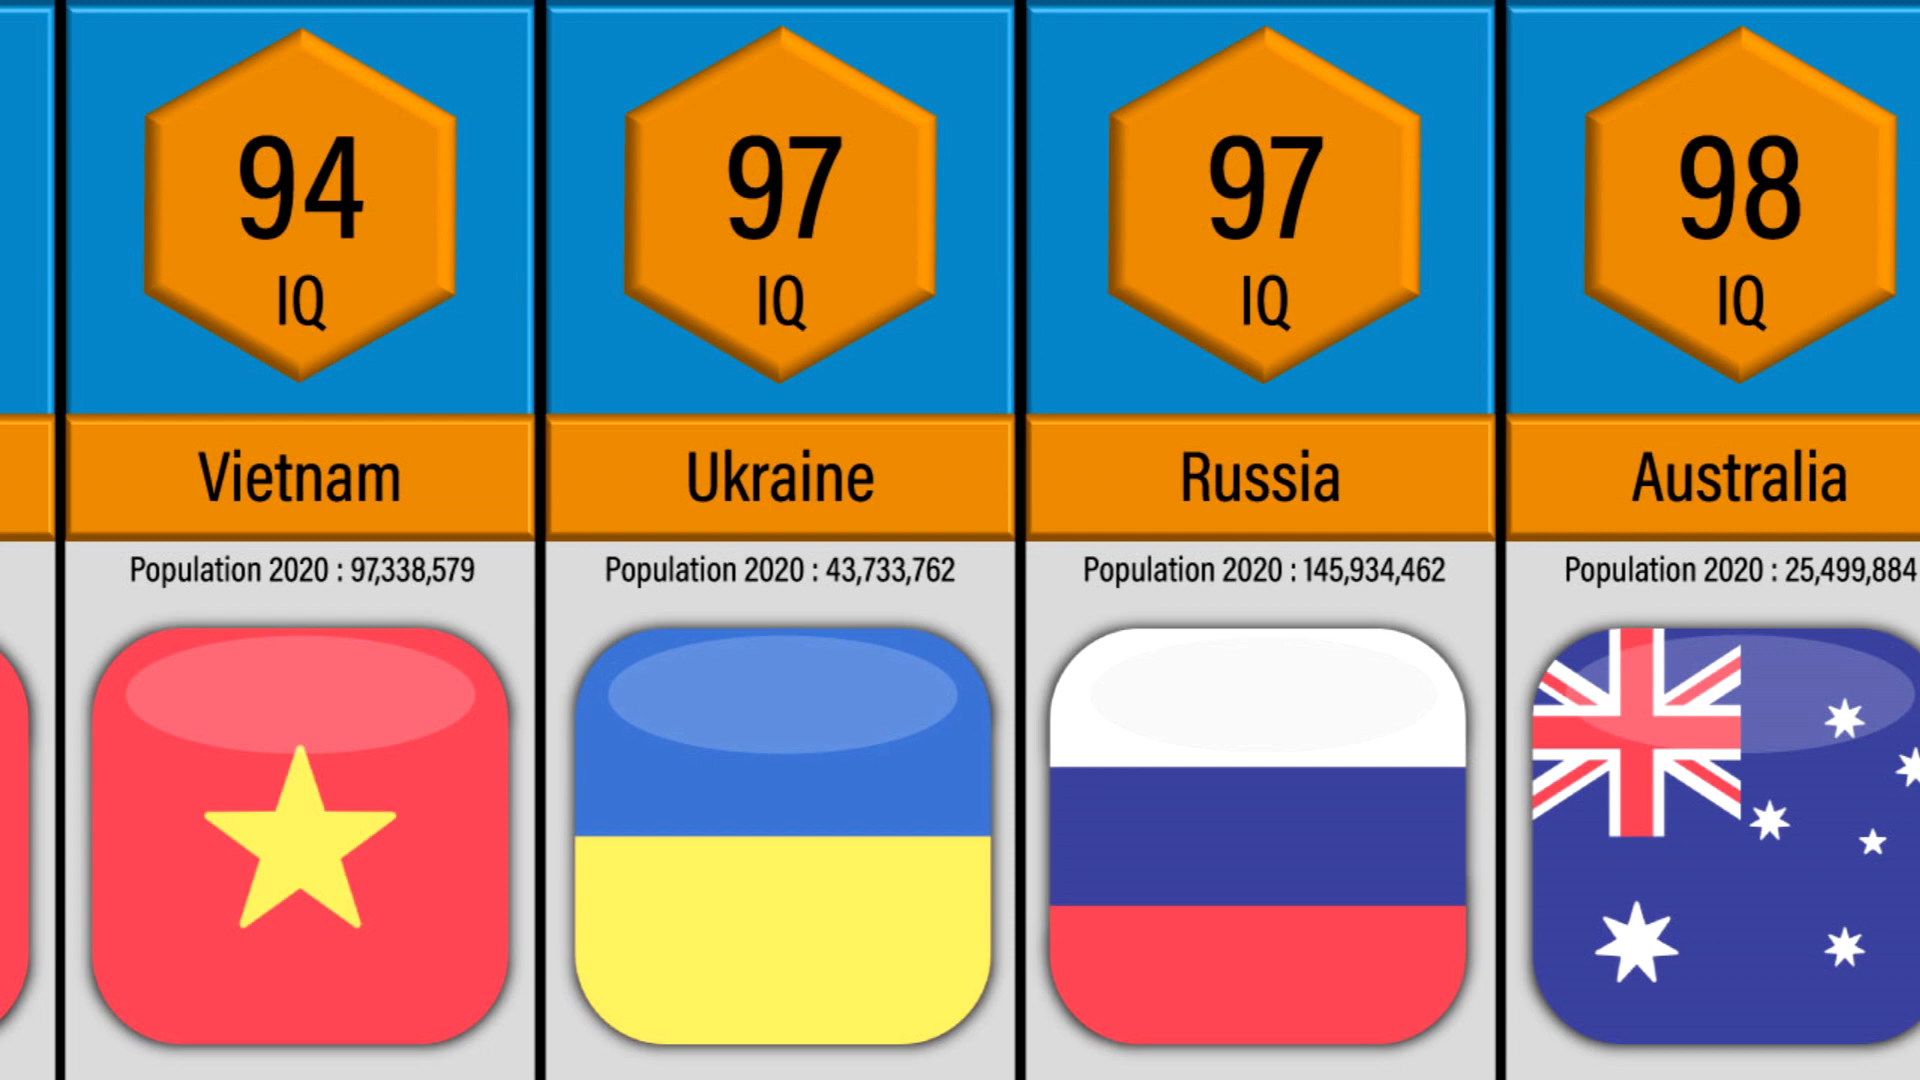 94
IQ
Vietnam
Population 2020 : 97,338,579
97
IQ
Ukraine
Population 2020 : 43,733,762
97
IQ
Russia
Population 2020 : 145,934,462
98
IQ
Australia
Population 2020 : 25,499,884